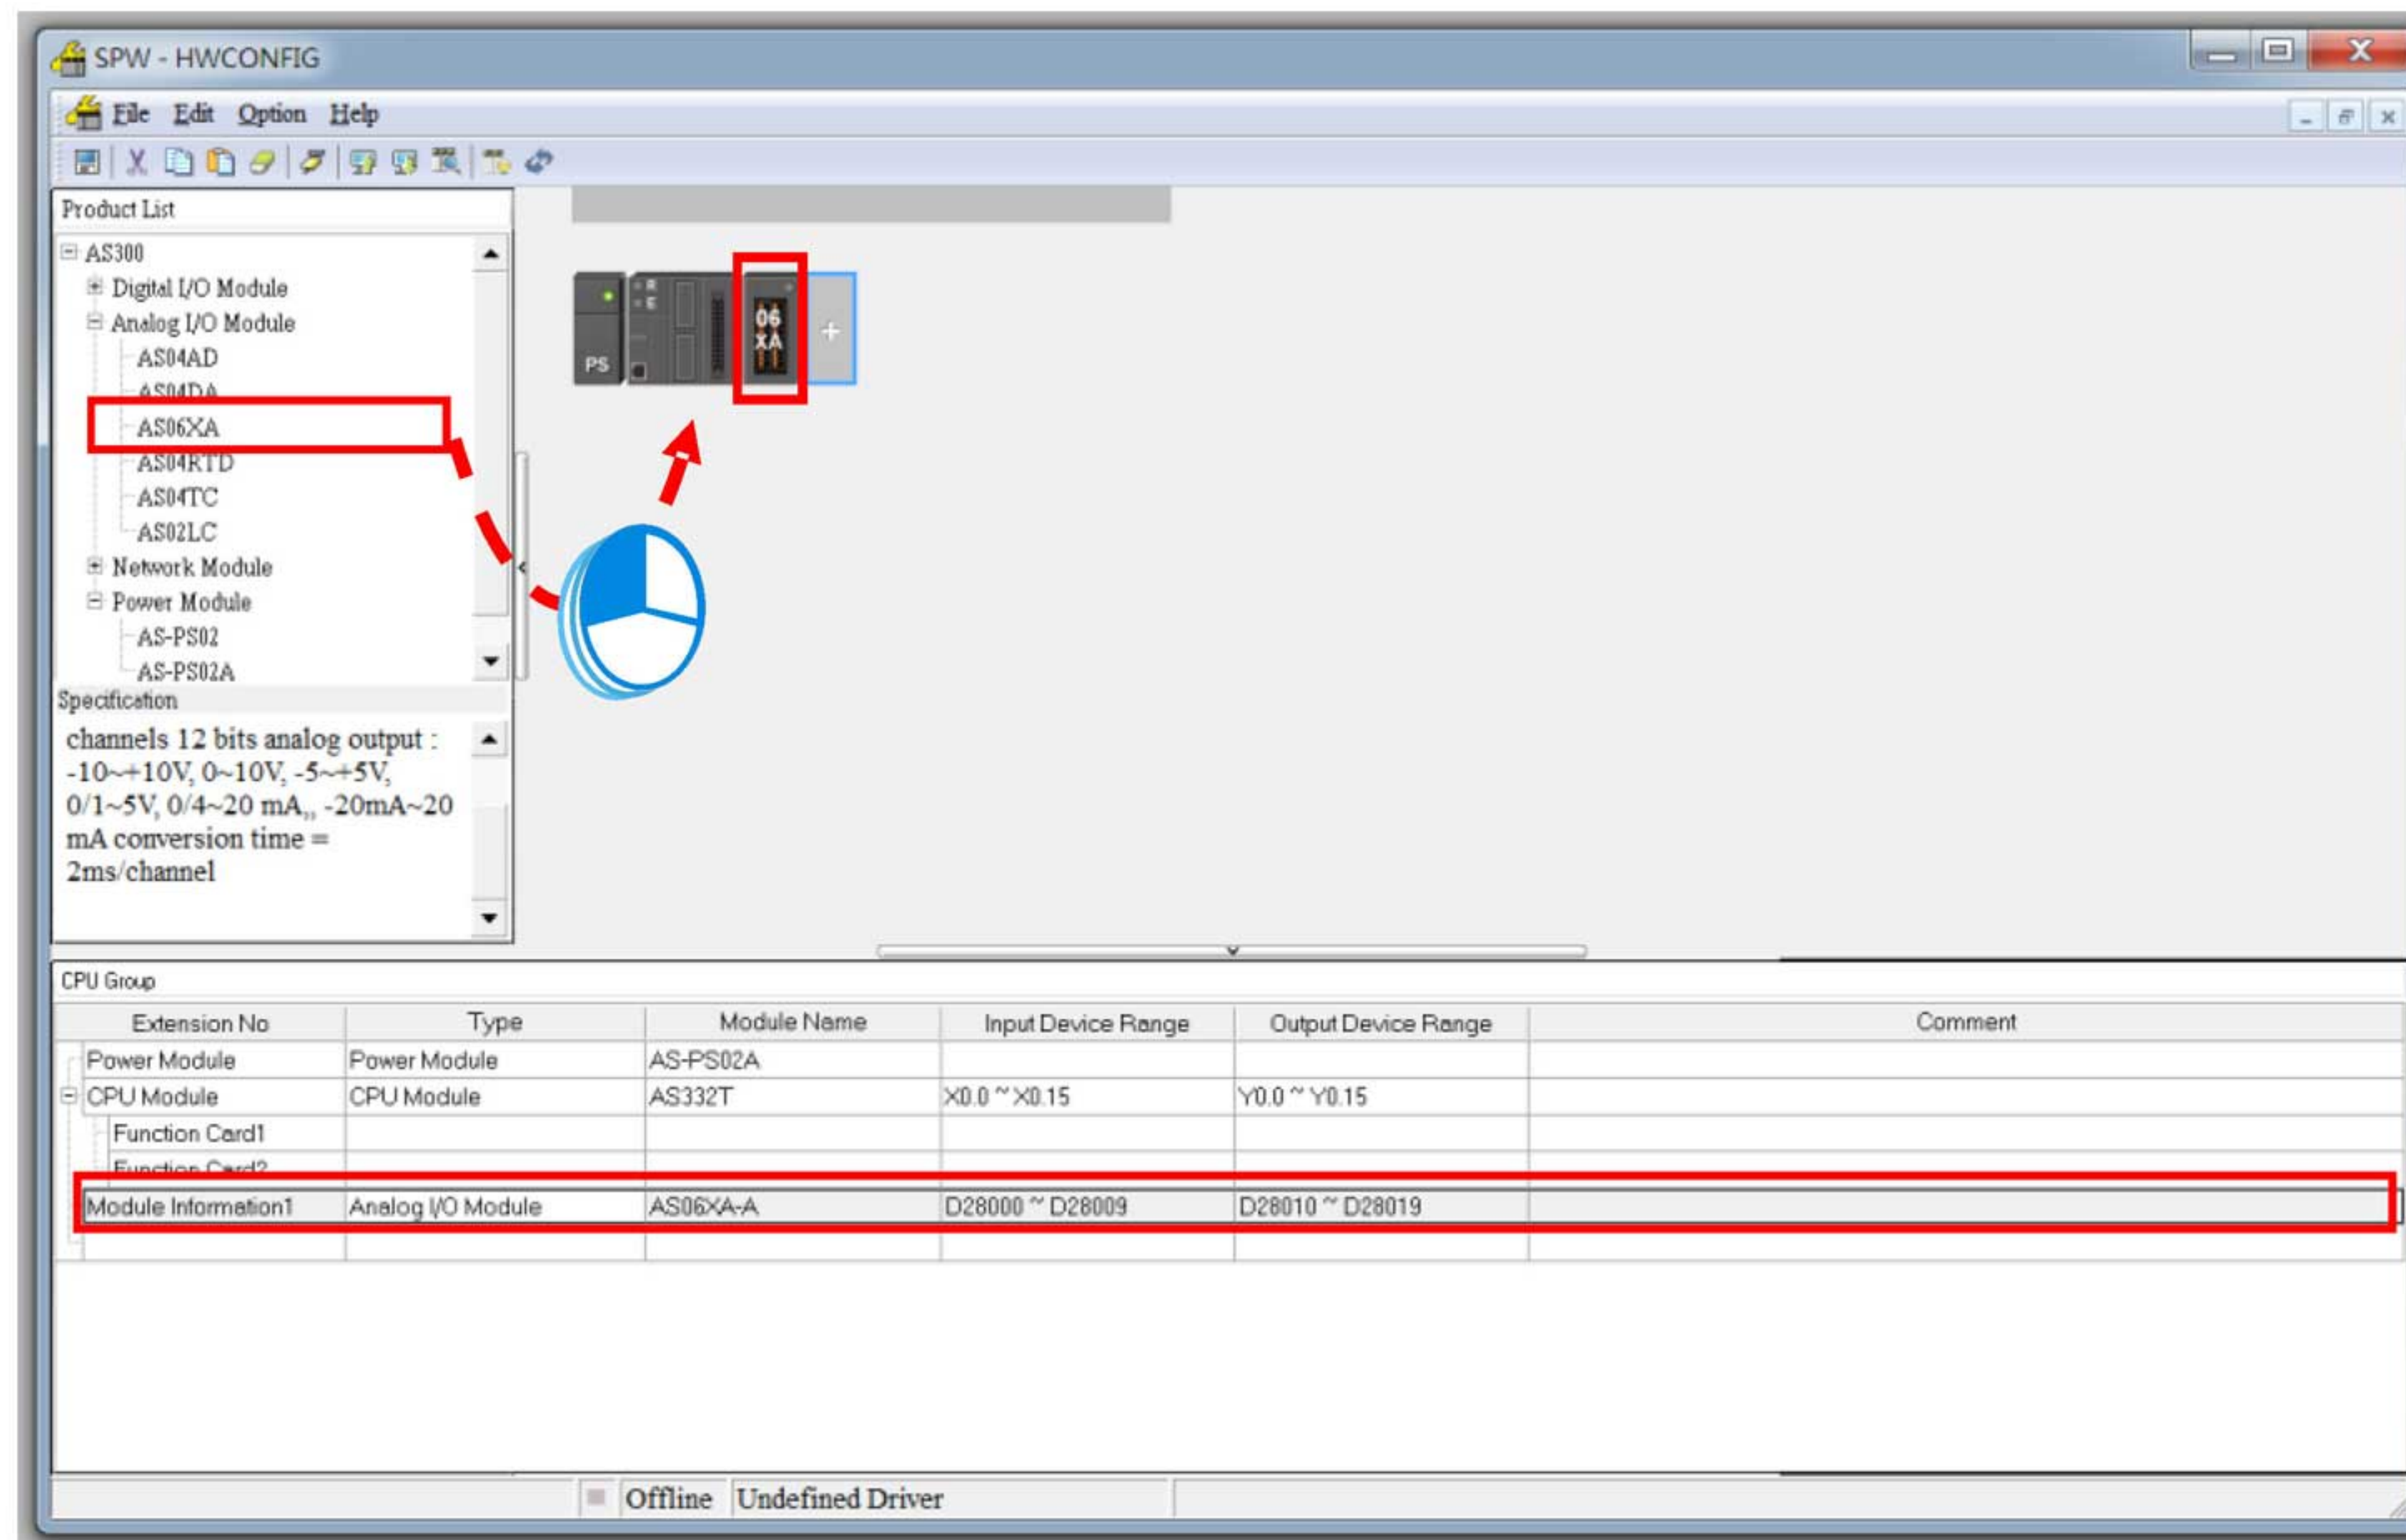 SPW - HWCONFIG
File Edit Option Help
Product List
AS300
Digital I/O Module
Analog I/O Module
AS04AD
AS04DA
AS06XA
AS04RTD
AS04TC
AS02LC
Network Module
Power Module
AS-PS02
AS-PS02A
R
E
PS
06
XA
+
Specification
channels 12 bits analog output :
-10~+10V, 0~10V, -5~+5V,
0/1~5V, 0/4~20 mA,, -20mA~20
mA conversion time =
2ms/channel
CPU Group
Extension No Type Module Name Input Device Range Output Device Range Comment
Power Module Power Module AS-PS02A
CPU Module CPU Module AS332T X0.0 ~ X0.15 Y0.0 ~ Y0.15
Function Card1
Function Card2
Module Information1 Analog I/O Module AS06XA-A D28000 ~ D28009 D28010 ~ D28019
Offline Undefined Driver